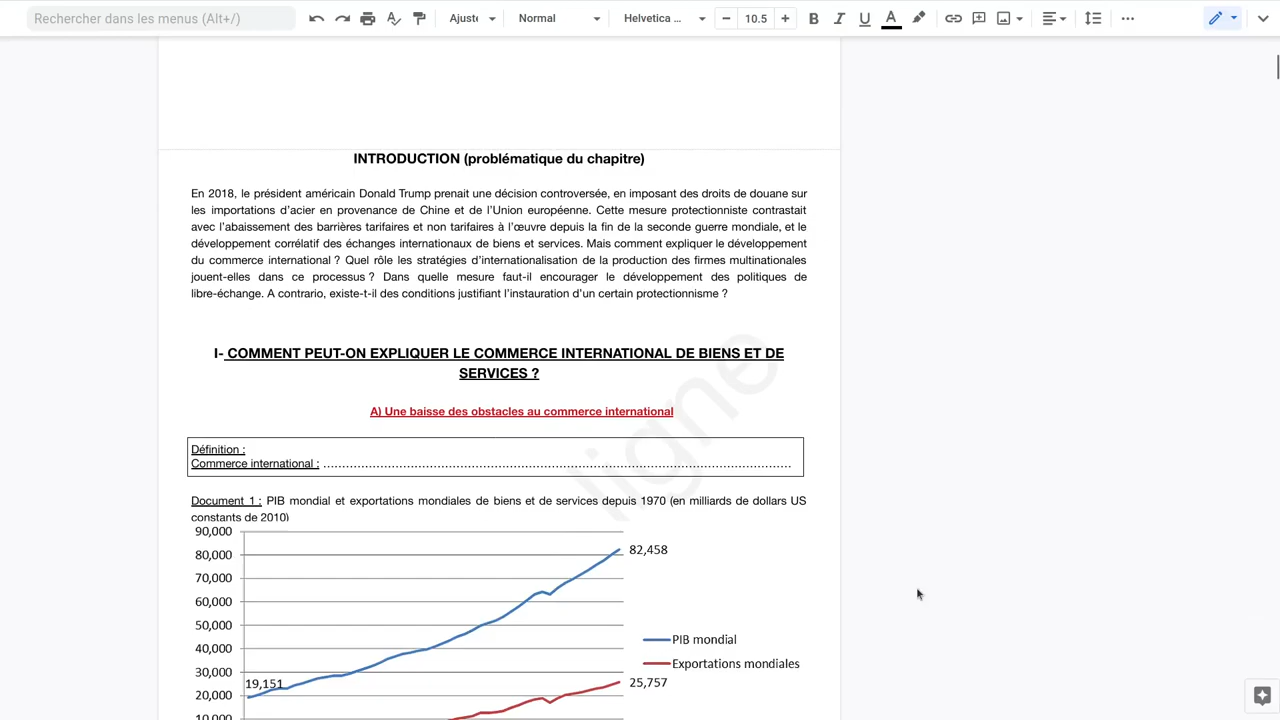 Rechercher dans les menus (Alt+/)
Ajuste
Normal
Helvetica ...
− 10.5 +
B I U A
INTRODUCTION (problématique du chapitre)
En 2018, le président américain Donald Trump prenait une décision controversée, en imposant des droits de douane sur
les importations d’acier en provenance de Chine et de l’Union européenne. Cette mesure protectionniste contrastait
avec l’abaissement des barrières tarifaires et non tarifaires à l’œuvre depuis la fin de la seconde guerre mondiale, et le
développement corrélatif des échanges internationaux de biens et services. Mais comment expliquer le développement
du commerce international ? Quel rôle les stratégies d’internationalisation de la production des firmes multinationales
jouent-elles dans ce processus ? Dans quelle mesure faut-il encourager le développement des politiques de
libre-échange. A contrario, existe-t-il des conditions justifiant l’instauration d’un certain protectionnisme ?
I- COMMENT PEUT-ON EXPLIQUER LE COMMERCE INTERNATIONAL DE BIENS ET DE
SERVICES ?
A) Une baisse des obstacles au commerce international
ligne
Définition :
Commerce international : ……………………………………………………………………………………………………
Document 1 : PIB mondial et exportations mondiales de biens et de services depuis 1970 (en milliards de dollars US
constants de 2010)
90,000
80,000
70,000
60,000
50,000
40,000
30,000
20,000
10,000
82,458
19,151
25,757
PIB mondial
Exportations mondiales